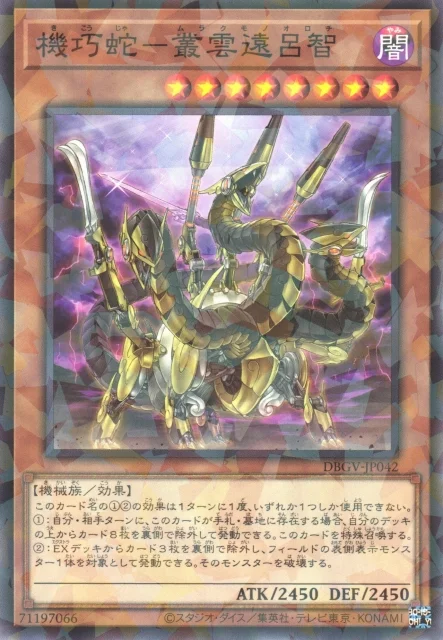 機巧蛇－叢雲遠呂智
闇
DBGV-JP042
【機械族／効果】
このカード名の①②の効果は1ターンに1度、いずれか1つしか使用できない。
①：自分・相手ターンに、このカードが手札・墓地に存在する場合、自分のデッキ
の上からカード8枚を裏側で除外して発動できる。このカードを特殊召喚する。
②：EXデッキからカード3枚を裏側で除外し、フィールドの表側表示モンス
ター1体を対象として発動できる。そのモンスターを破壊する。
ATK/2450 DEF/2450
71197066 ©スタジオ・ダイス／集英社・テレビ東京・KONAMI